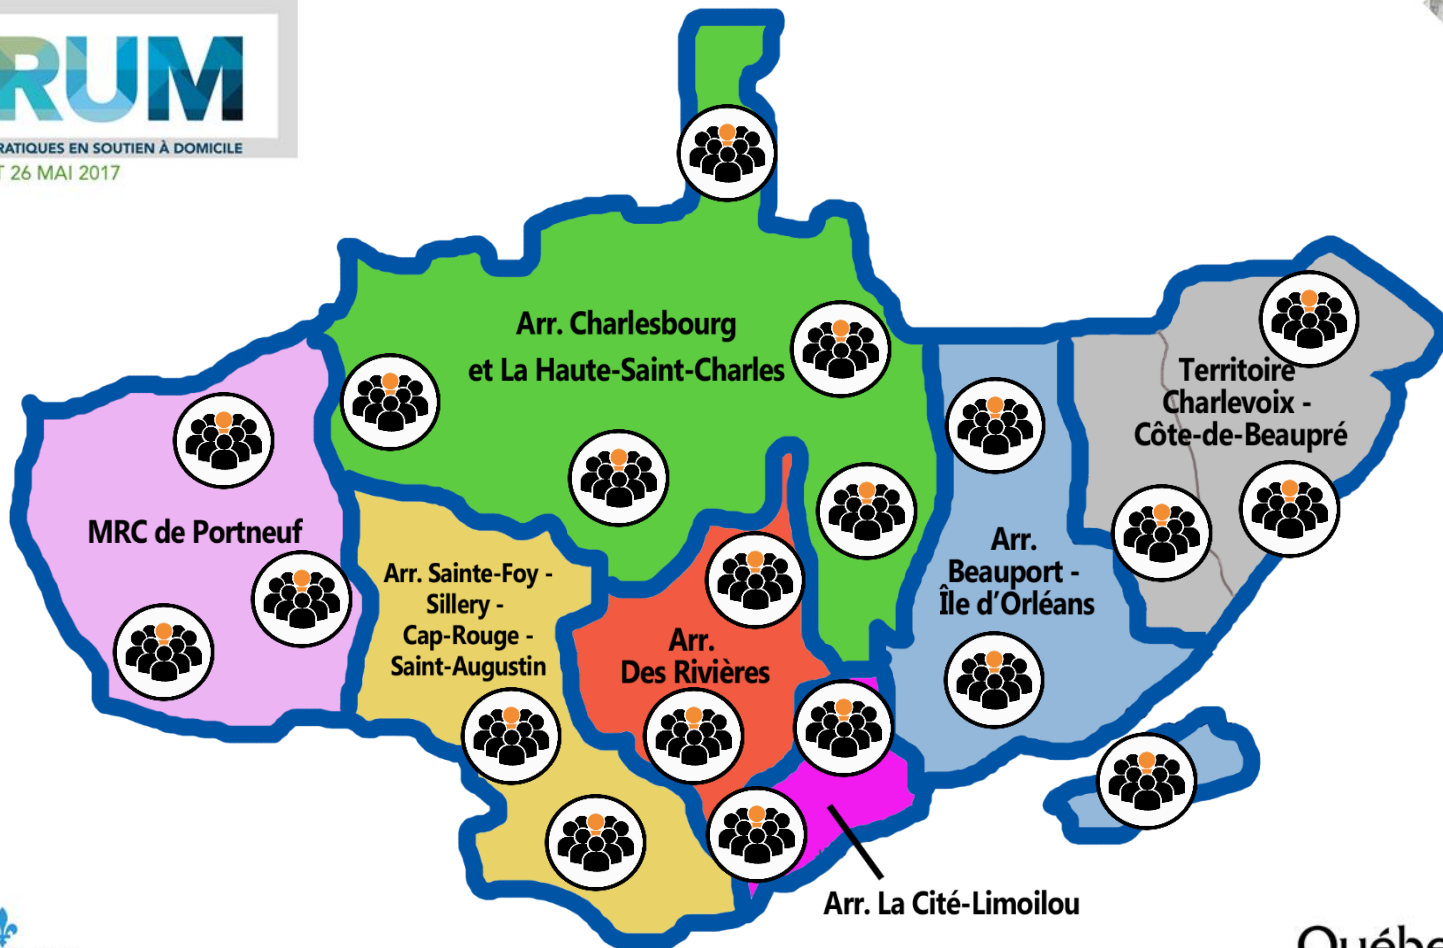 RUM
RATIQUES EN SOUTIEN À DOMICILE
26 MAI 2017
Arr. Charlesbourg
et La Haute-Saint-Charles
Territoire
Charlevoix -
Côte-de-Beaupré
MRC de Portneuf
Arr. Sainte-Foy -
Sillery -
Cap-Rouge -
Saint-Augustin
Arr.
Des Rivières
Arr.
Beauport -
Île d'Orléans
Arr. La Cité-Limoilou
Québe